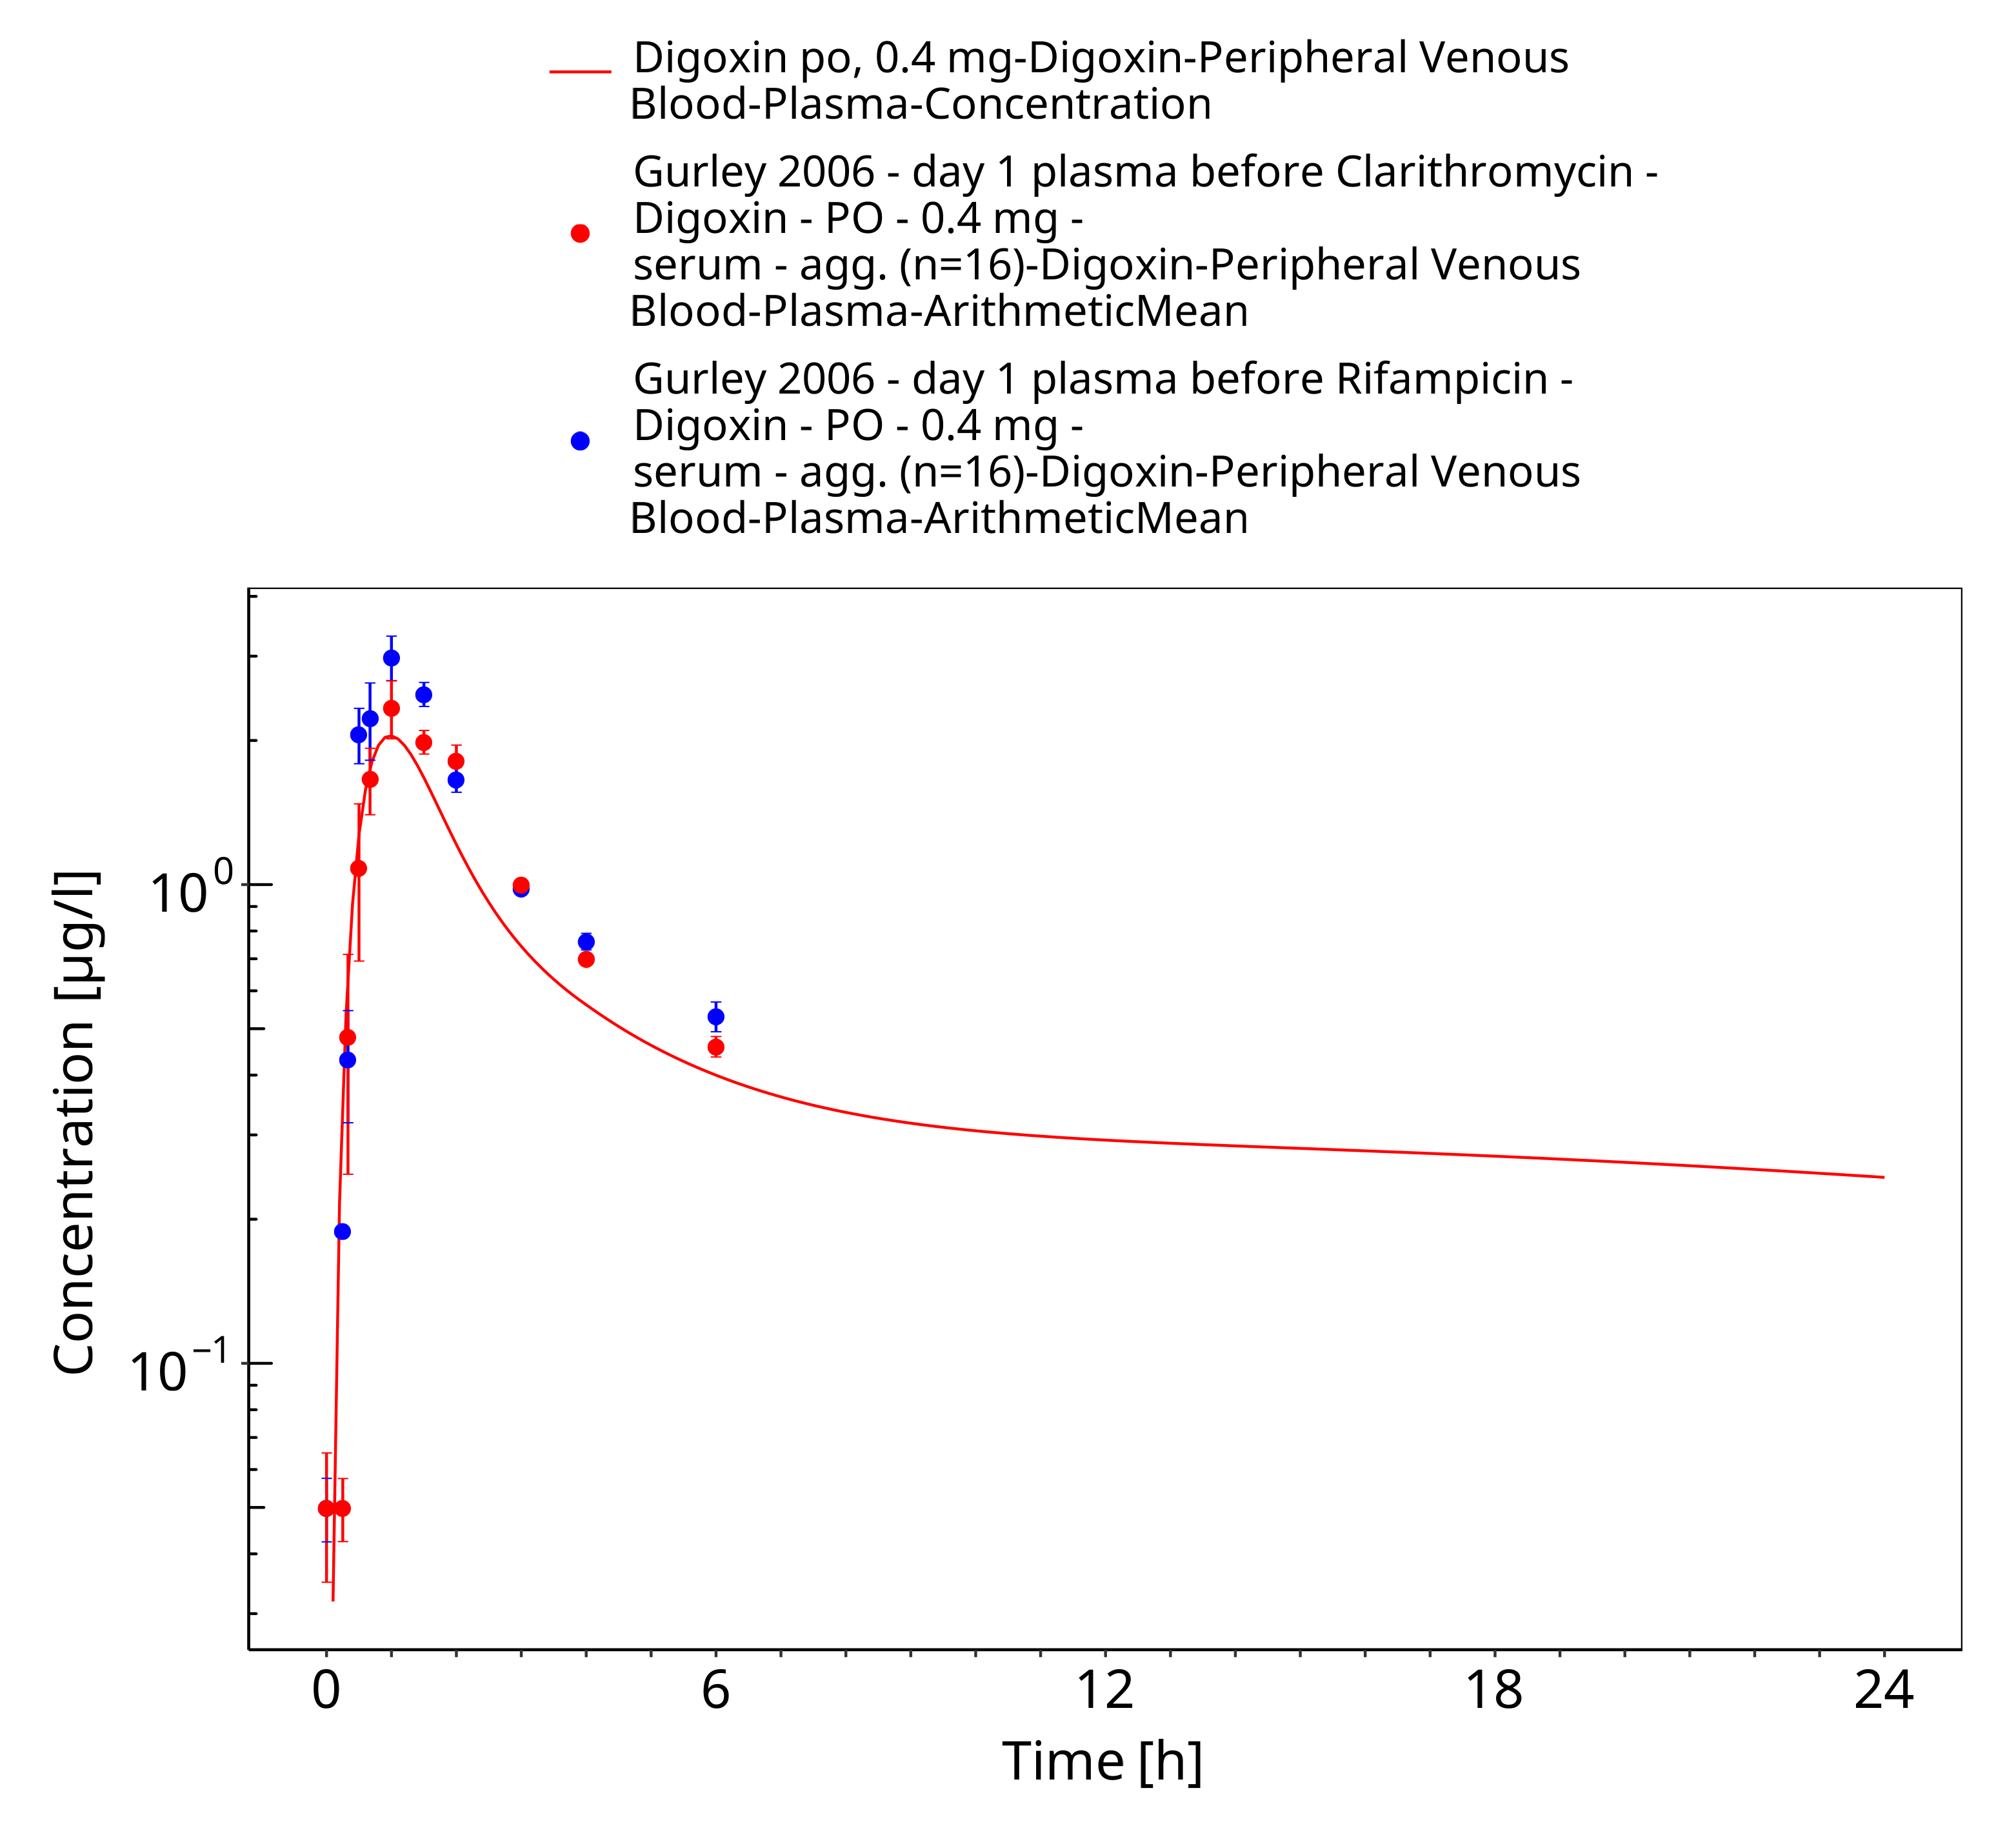 Digoxin po, 0.4 mg-Digoxin-Peripheral Venous
Blood-Plasma-Concentration
Gurley 2006 - day 1 plasma before Clarithromycin -
Digoxin - PO - 0.4 mg -
serum - agg. (n=16)-Digoxin-Peripheral Venous
Blood-Plasma-ArithmeticMean
Gurley 2006 - day 1 plasma before Rifampicin -
Digoxin - PO - 0.4 mg -
serum - agg. (n=16)-Digoxin-Peripheral Venous
Blood-Plasma-ArithmeticMean
Concentration [µg/l]
10⁰
10⁻¹
0 6 12 18 24
Time [h]